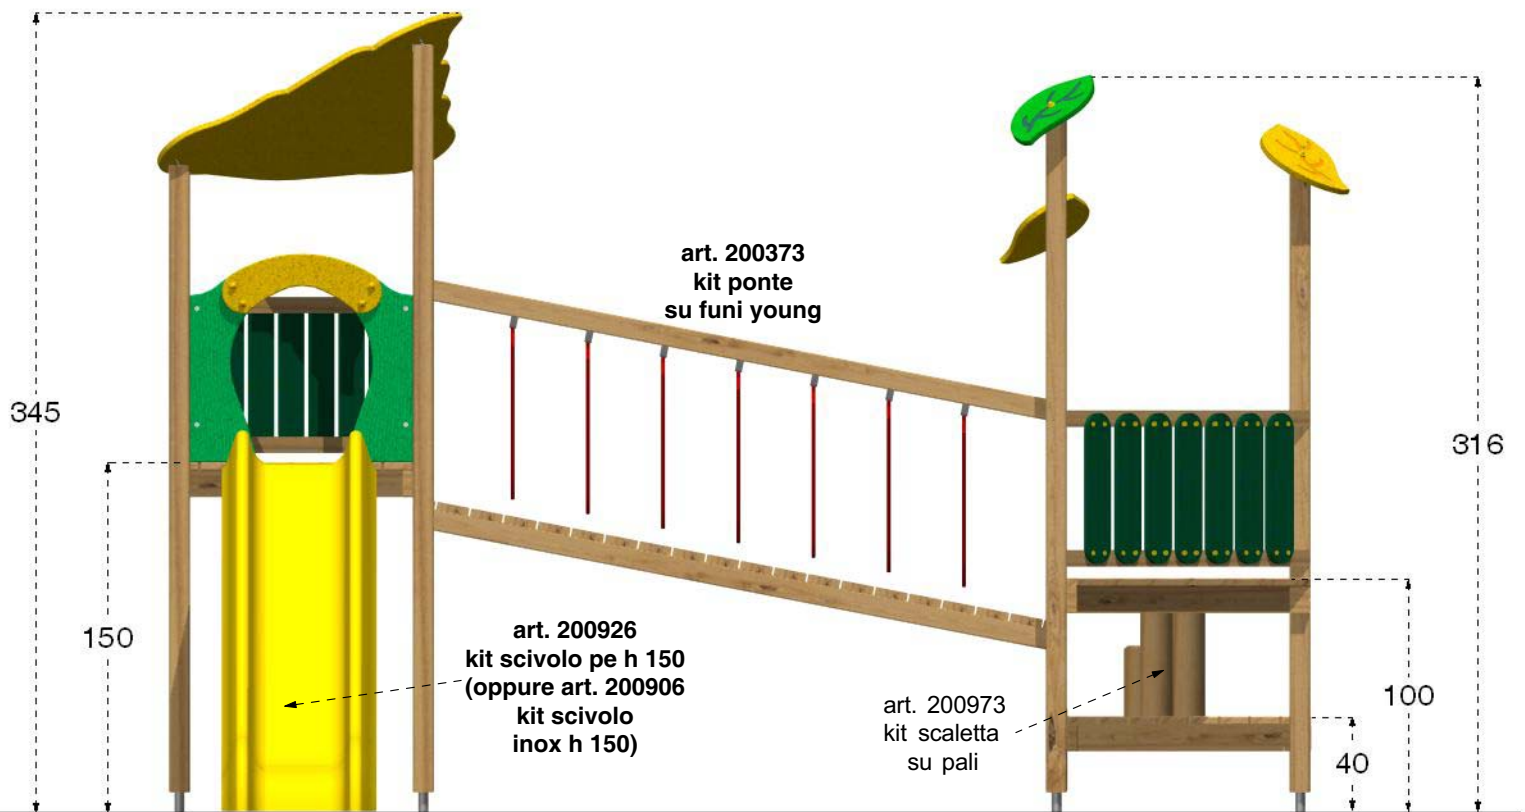 art. 200373
kit ponte
su funi young
345
316
150
art. 200926
kit scivolo pe h 150
(oppure art. 200906
kit scivolo
inox h 150)
art. 200973
kit scaletta
su pali
100
40